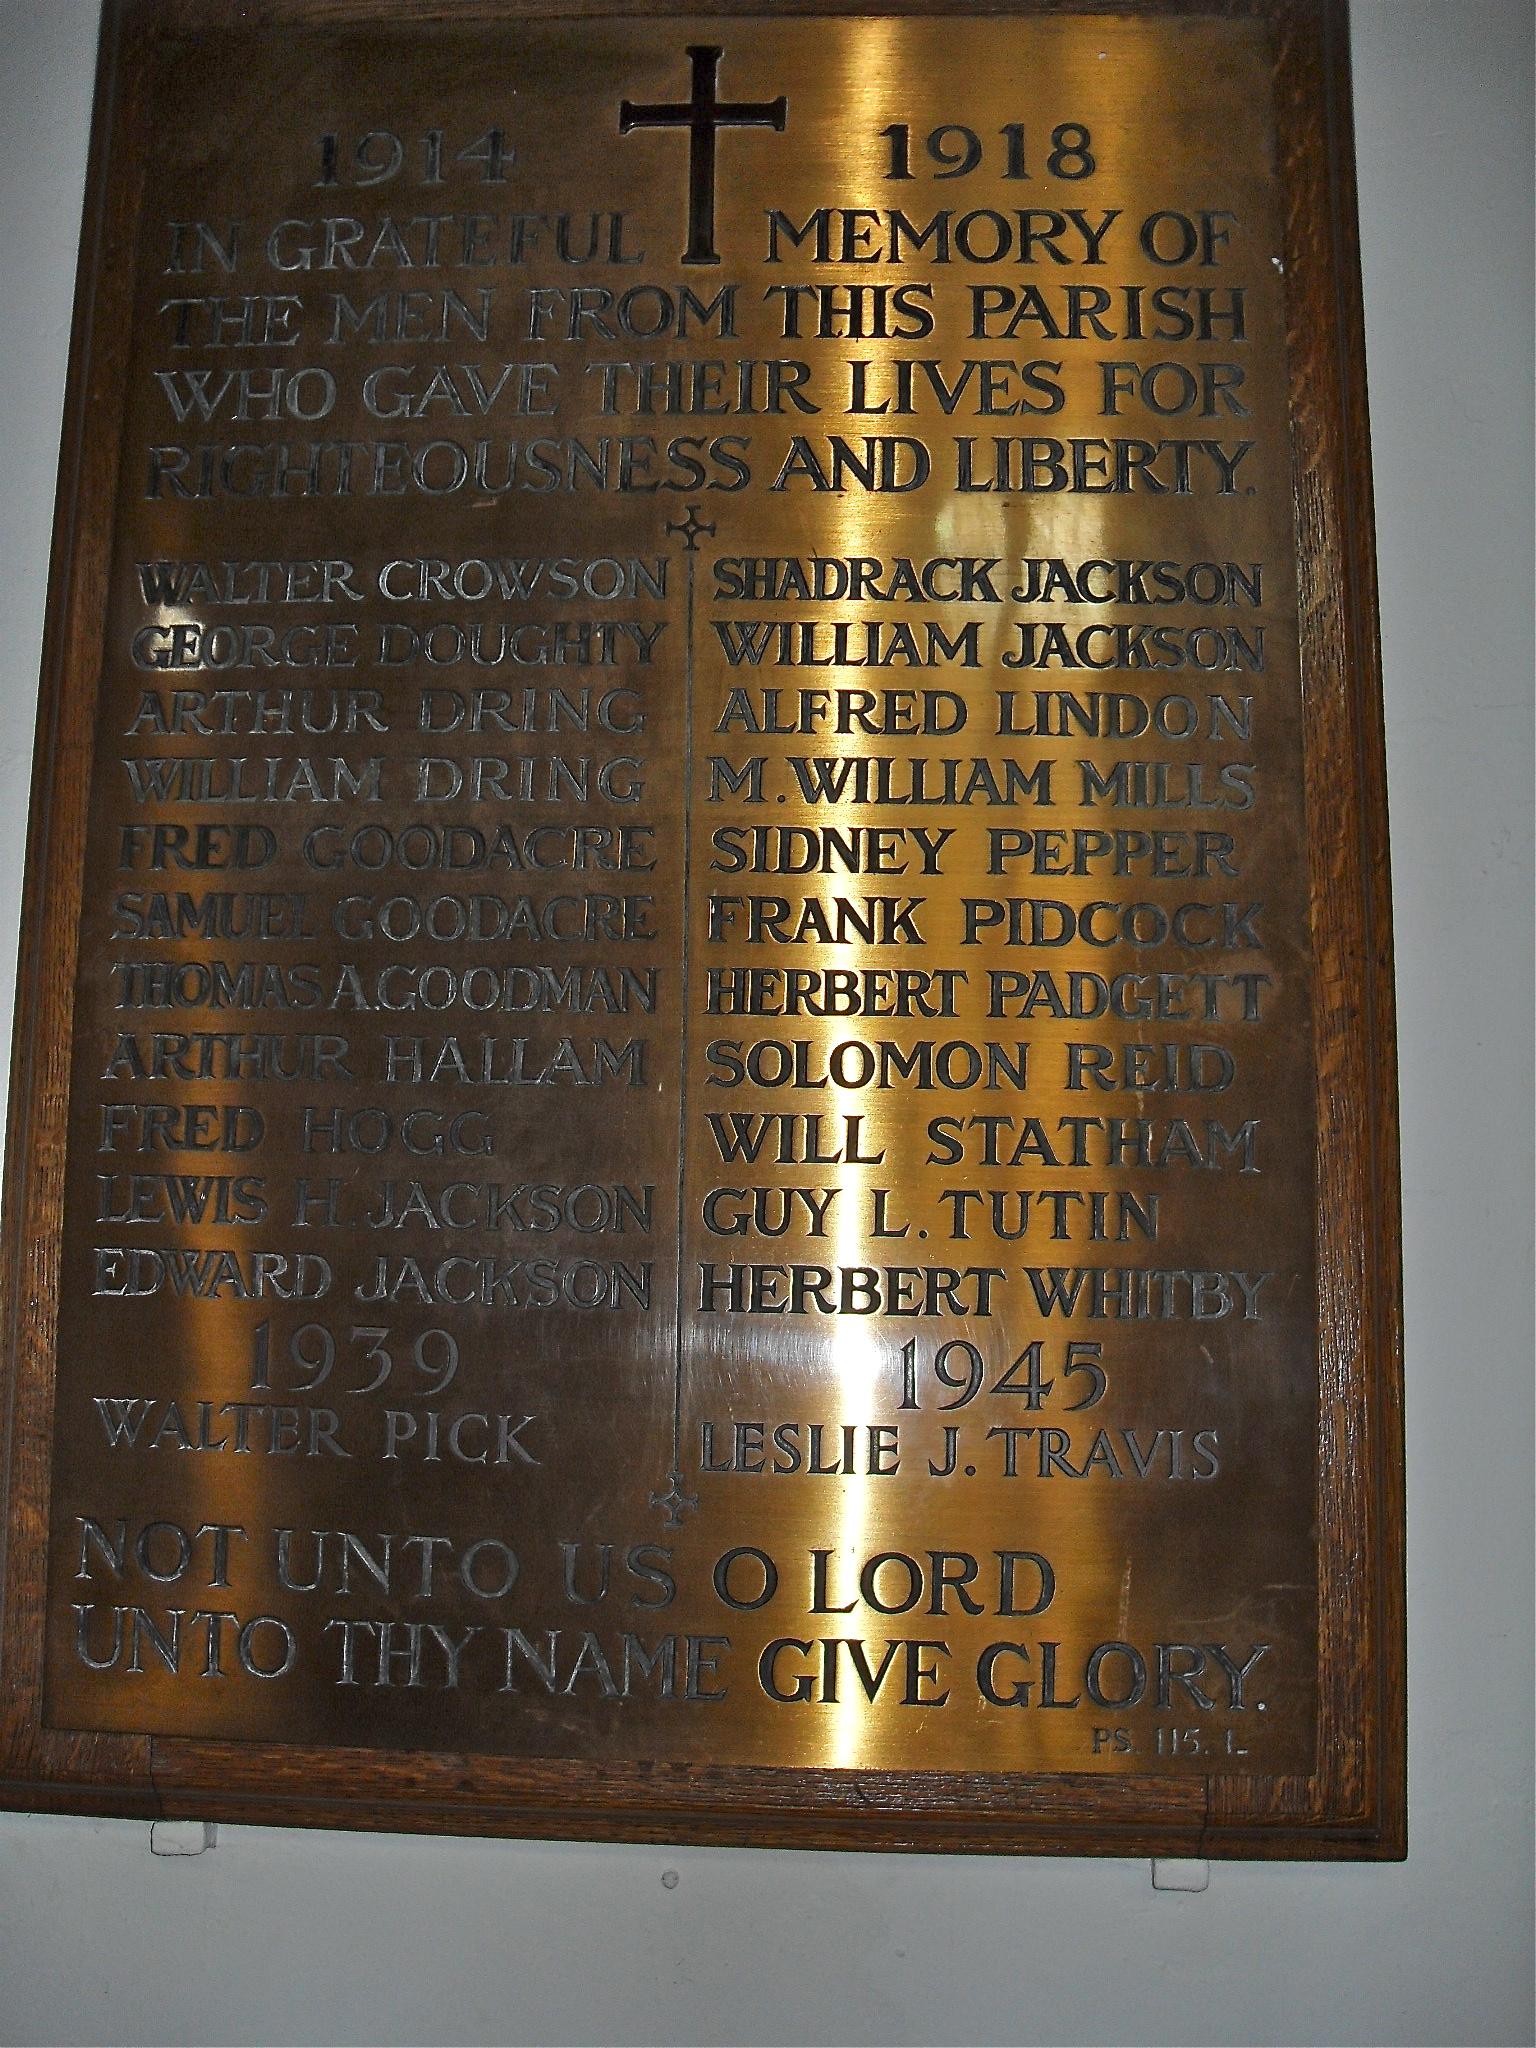 1914 1918
IN GRATEFUL MEMORY OF
THE MEN FROM THIS PARISH
WHO GAVE THEIR LIVES FOR
RIGHTEOUSNESS AND LIBERTY.
WALTER CROWSON SHADRACK JACKSON
GEORGE DOUGHTY WILLIAM JACKSON
ARTHUR DRING ALFRED LINDON
WILLIAM DRING M. WILLIAM MILLS
FRED GOODACRE SIDNEY PEPPER
SAMUEL GOODACRE FRANK PIDCOCK
THOMAS A. GOODMAN HERBERT PADGETT
ARTHUR HALLAM SOLOMON REID
FRED HOGG WILL STATHAM
LEWIS H. JACKSON GUY L. TUTIN
EDWARD JACKSON HERBERT WHITBY
1939 1945
WALTER PICK LESLIE J. TRAVIS
NOT UNTO US O LORD
UNTO THY NAME GIVE GLORY.
PS. 115. 1.